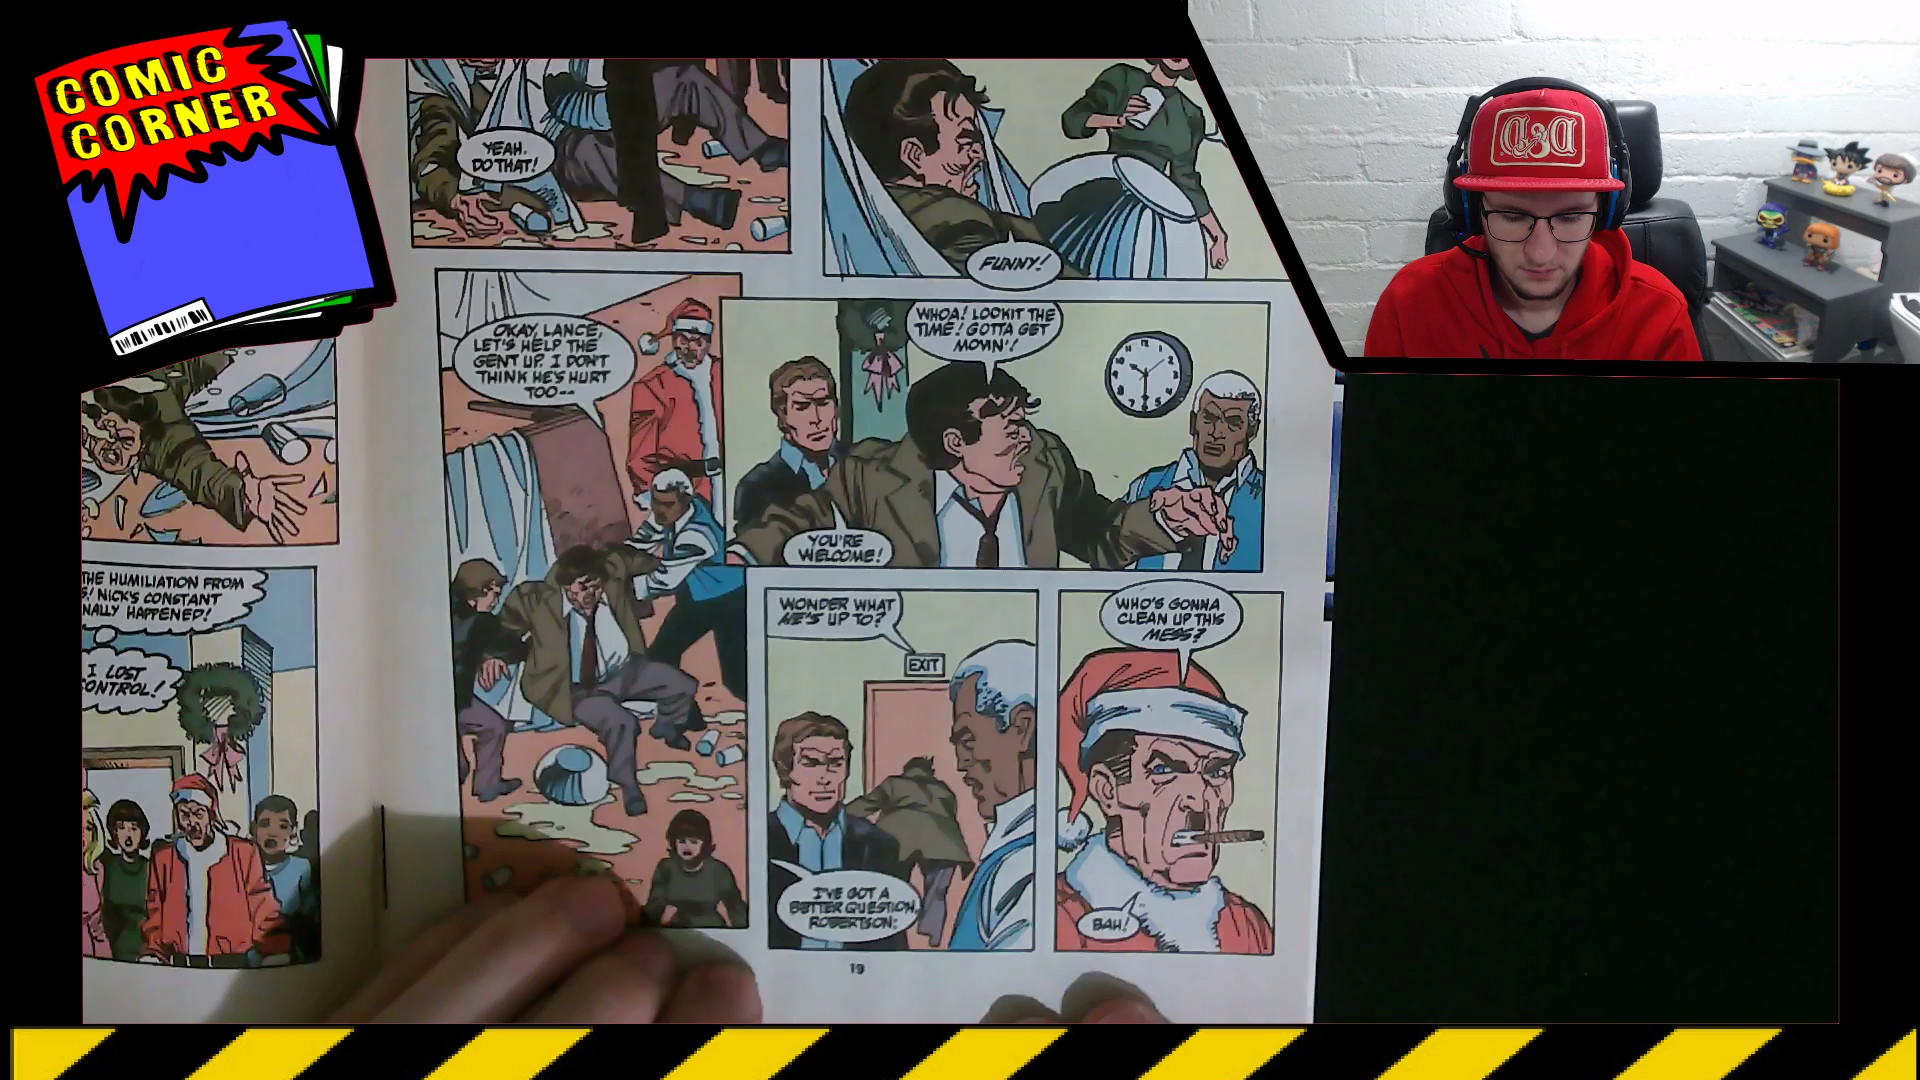 COMIC
CORNER
YEAH.
DO THAT!
FUNNY!
THE HUMILIATION FROM
NICK'S CONSTANT
HAPPENED!
I LOST
OKAY, LANCE,
LET'S HELP THE
GENT UP. I DON'T
THINK HE'S HURT
TOO--
WHOA! LOOKIT THE
TIME! GOTTA GET
MOVIN'!
YOU'RE
WELCOME!
WONDER WHAT
HE'S UP TO?
EXIT
I'VE GOT A
BETTER QUESTION,
ROBERTSON:
WHO'S GONNA
CLEAN UP THIS
MESS?
BAH!
19